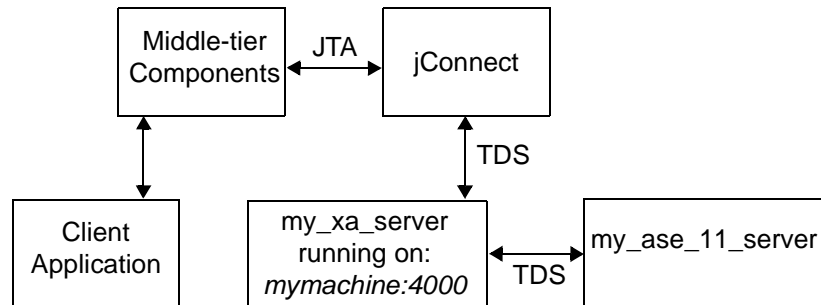 Middle-tier
Components
JTA
jConnect
TDS
Client
Application
my_xa_server
running on:
mymachine:4000
TDS
my_ase_11_server